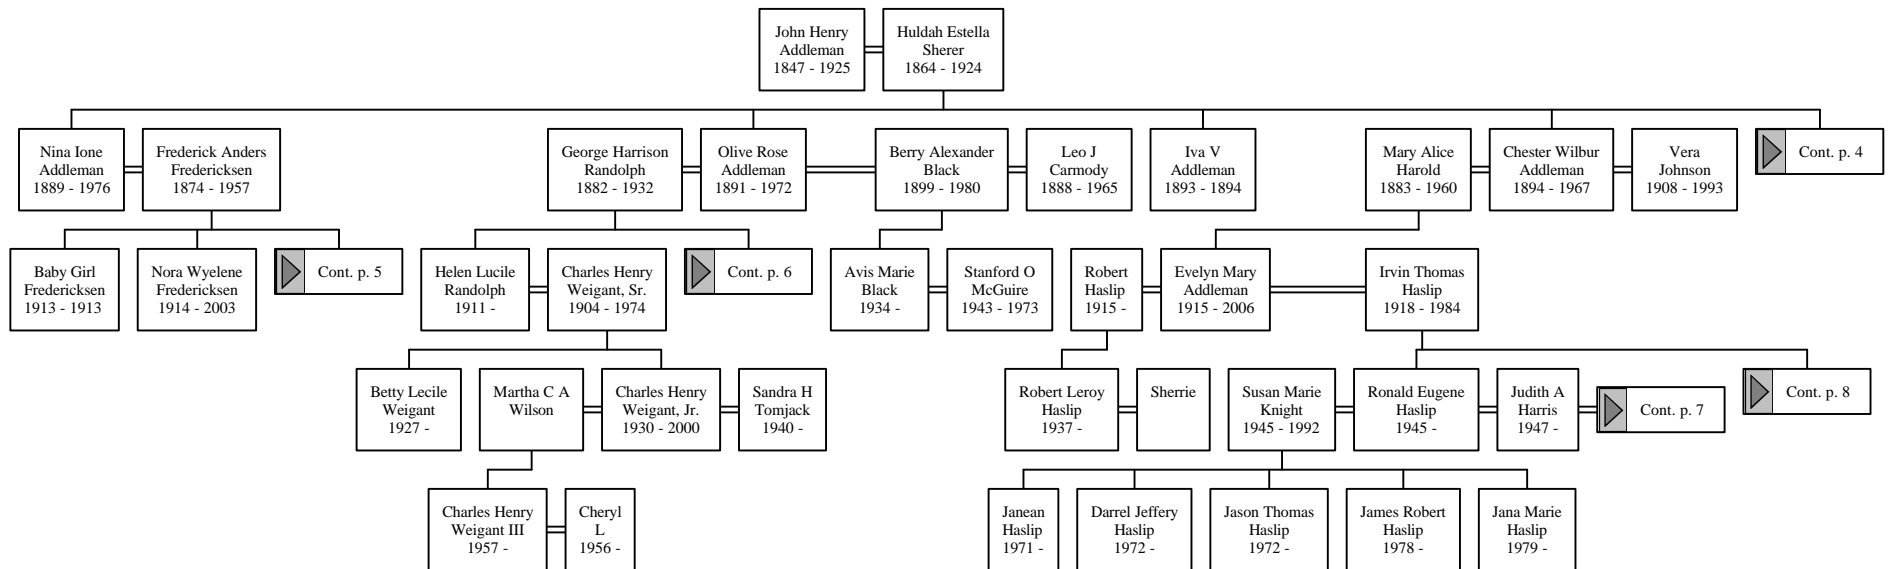 John Henry
Addleman
1847 - 1925
Huldah Estella
Sherer
1864 - 1924
Nina Ione
Addleman
1889 - 1976
Frederick Anders
Fredericksen
1874 - 1957
George Harrison
Randolph
1882 - 1932
Olive Rose
Addleman
1891 - 1972
Berry Alexander
Black
1899 - 1980
Leo J
Carmody
1888 - 1965
Iva V
Addleman
1893 - 1894
Mary Alice
Harold
1883 - 1960
Chester Wilbur
Addleman
1894 - 1967
Vera
Johnson
1908 - 1993
Cont. p. 4
Baby Girl
Fredericksen
1913 - 1913
Nora Wyelene
Fredericksen
1914 - 2003
Cont. p. 5
Helen Lucile
Randolph
1911 -
Charles Henry
Weigant, Sr.
1904 - 1974
Cont. p. 6
Avis Marie
Black
1934 -
Stanford O
McGuire
1943 - 1973
Robert
Haslip
1915 -
Evelyn Mary
Addleman
1915 - 2006
Irvin Thomas
Haslip
1918 - 1984
Betty Lecile
Weigant
1927 -
Martha C A
Wilson
Charles Henry
Weigant, Jr.
1930 - 2000
Sandra H
Tomjack
1940 -
Robert Leroy
Haslip
1937 -
Sherrie
Susan Marie
Knight
1945 - 1992
Ronald Eugene
Haslip
1945 -
Judith A
Harris
1947 -
Cont. p. 7
Cont. p. 8
Charles Henry
Weigant III
1957 -
Cheryl
L
1956 -
Janean
Haslip
1971 -
Darrel Jeffery
Haslip
1972 -
Jason Thomas
Haslip
1972 -
James Robert
Haslip
1978 -
Jana Marie
Haslip
1979 -